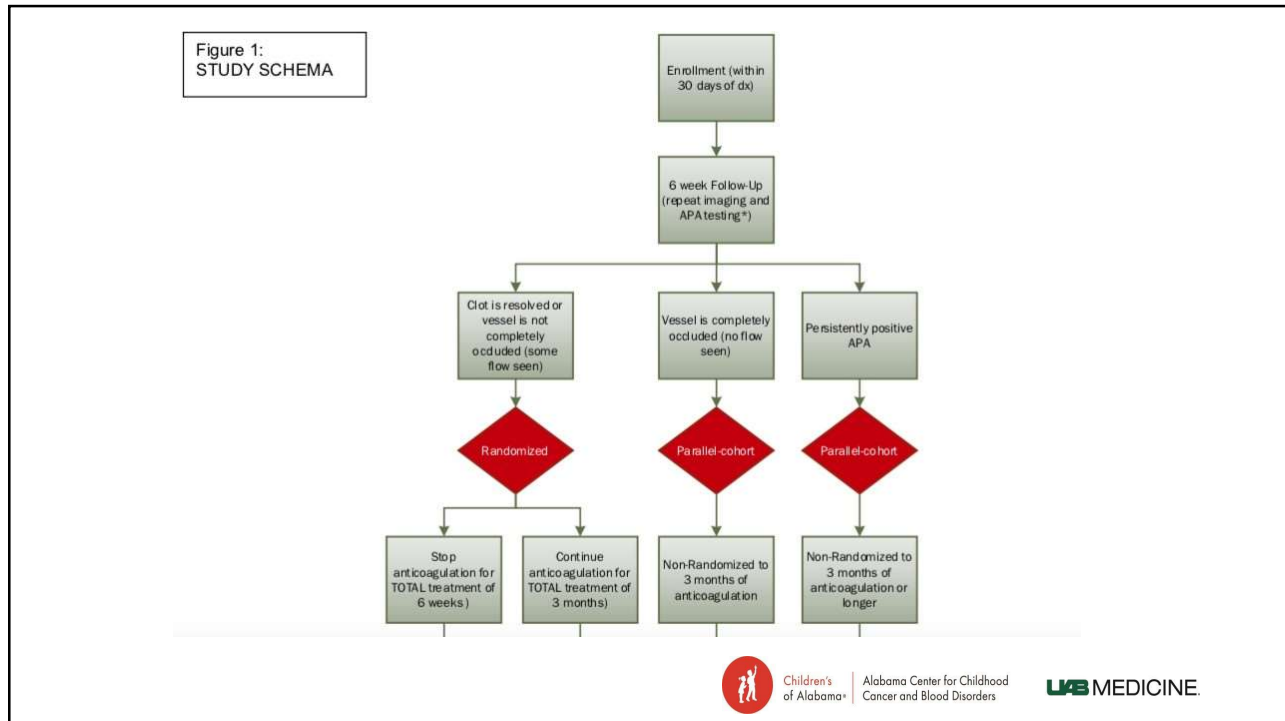 Figure 1:
STUDY SCHEMA
Enrollment (within
30 days of dx)
6 week Follow-Up
(repeat imaging and
APA testing*)
Clot is resolved or
vessel is not
completely
occluded (some
flow seen)
Vessel is completely
occluded (no flow
seen)
Persistently positive
APA
Randomized
Parallel-cohort
Parallel-cohort
Stop
anticoagulation for
TOTAL treatment of
6 weeks )
Continue
anticoagulation for
TOTAL treatment of
3 months)
Non-Randomized to
3 months of
anticoagulation
Non-Randomized to
3 months of
anticoagulation or
longer
Children's
of Alabama
Alabama Center for Childhood
Cancer and Blood Disorders
UAB MEDICINE.